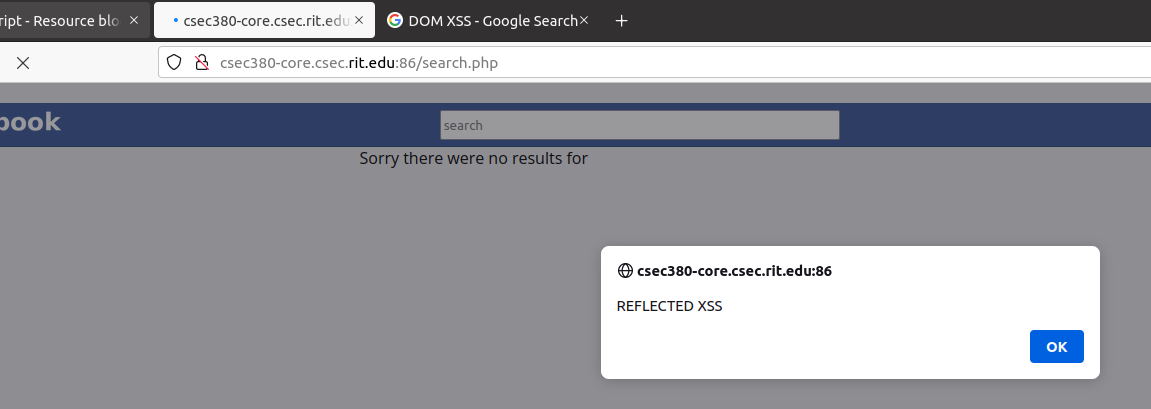 ript - Resource blo
csec380-core.csec.rit.edu
DOM XSS - Google Search
csec380-core.csec.rit.edu:86/search.php
book
search
Sorry there were no results for
csec380-core.csec.rit.edu:86
REFLECTED XSS
OK